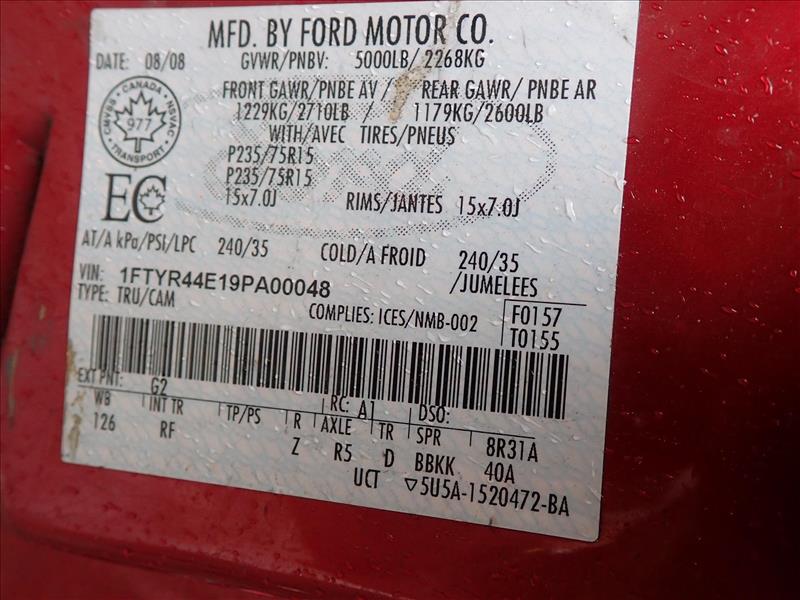 MFD. BY FORD MOTOR CO.
DATE: 08/08 GVWR/PNBV: 5000LB/ 2268KG
FRONT GAWR/PNBE AV / REAR GAWR/ PNBE AR
1229KG/2710LB / 1179KG/2600LB
WITH/AVEC TIRES/PNEUS
CANADA
CMVSS NSVAC
977
TRANSPORT
P235/75R15
P235/75R15
15x7.0J RIMS/JANTES 15x7.0J
EC
AT/A kPa/PSI/LPC 240/35 COLD/A FROID 240/35
VIN: 1FTYR44E19PA00048 /JUMELEES
TYPE: TRU/CAM COMPLIES: ICES/NMB-002 F0157
T0155
EXT PNT: G2 RC: A1 DSO:
WB INT TR TP/PS R AXLE TR SPR 8R31A
126 RF Z R5 D BBKK 40A
UCT ▽5U5A-1520472-BA